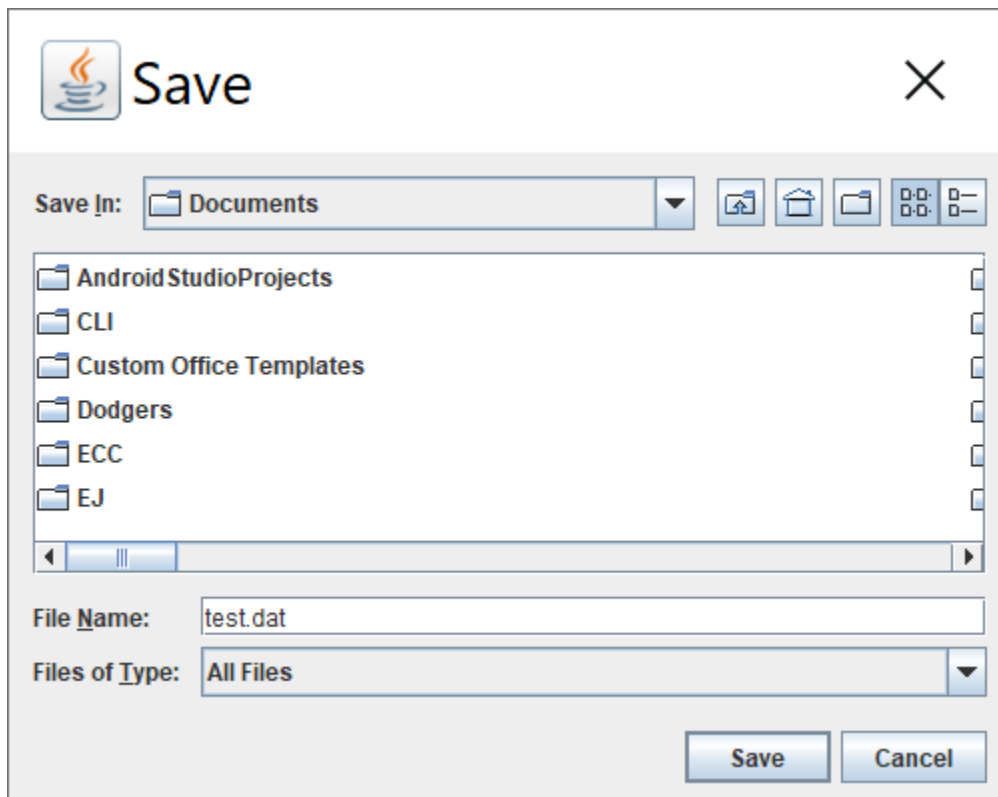 Save
Save In: Documents
AndroidStudioProjects
CLI
Custom Office Templates
Dodgers
ECC
EJ
File Name: test.dat
Files of Type: All Files
Save Cancel